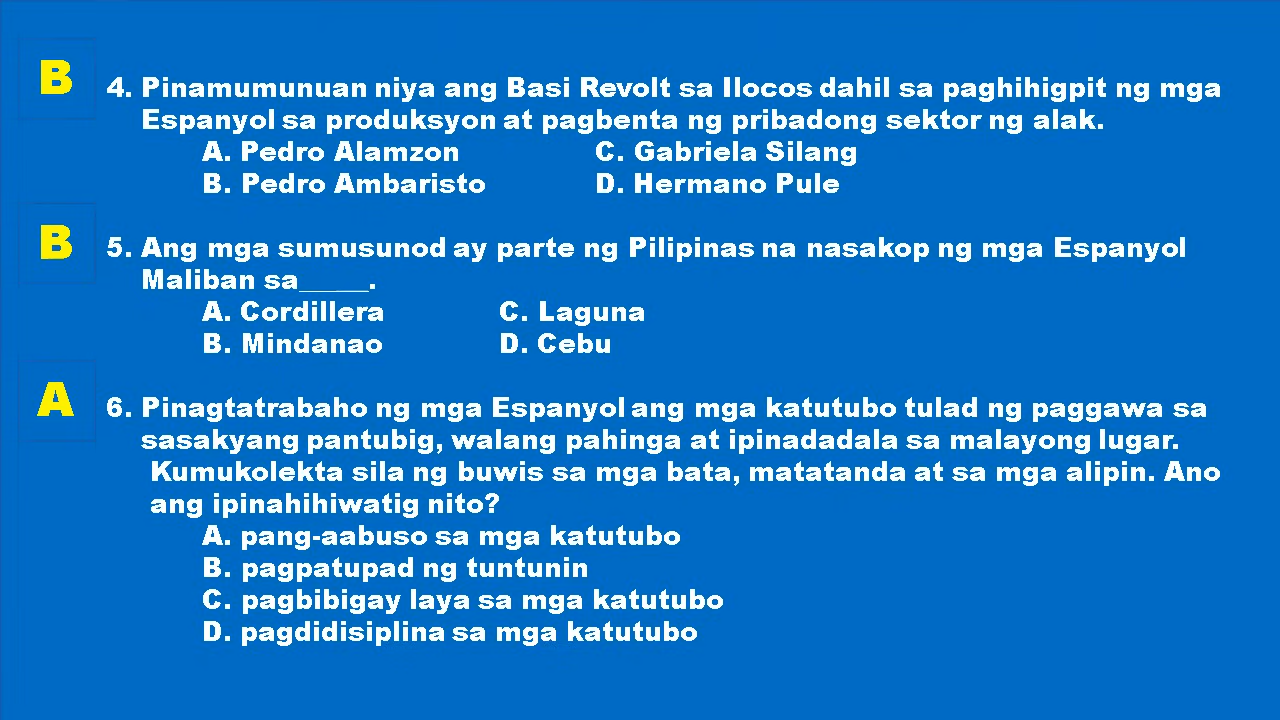 B
4. Pinamumunuan niya ang Basi Revolt sa Ilocos dahil sa paghihigpit ng mga
Espanyol sa produksyon at pagbenta ng pribadong sektor ng alak.
A. Pedro Alamzon C. Gabriela Silang
B. Pedro Ambaristo D. Hermano Pule
B
5. Ang mga sumusunod ay parte ng Pilipinas na nasakop ng mga Espanyol
Maliban sa_____.
A. Cordillera C. Laguna
B. Mindanao D. Cebu
A
6. Pinagtatrabaho ng mga Espanyol ang mga katutubo tulad ng paggawa sa
sasakyang pantubig, walang pahinga at ipinadadala sa malayong lugar.
Kumukolekta sila ng buwis sa mga bata, matatanda at sa mga alipin. Ano
ang ipinahihiwatig nito?
A. pang-aabuso sa mga katutubo
B. pagpatupad ng tuntunin
C. pagbibigay laya sa mga katutubo
D. pagdidisiplina sa mga katutubo